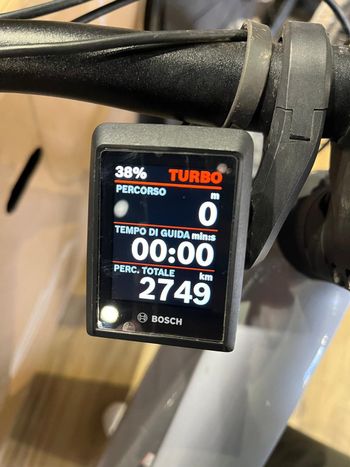 38% TURBO
PERCORSO m
0
TEMPO DI GUIDA min:s
00:00
PERC. TOTALE km
2749
BOSCH